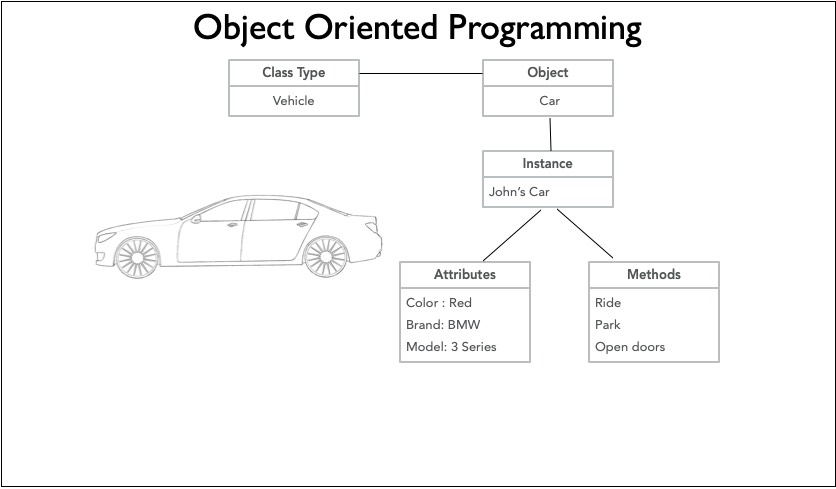 Object Oriented Programming
Class Type
Vehicle
Object
Car
Instance
John's Car
Attributes
Color : Red
Brand: BMW
Model: 3 Series
Methods
Ride
Park
Open doors